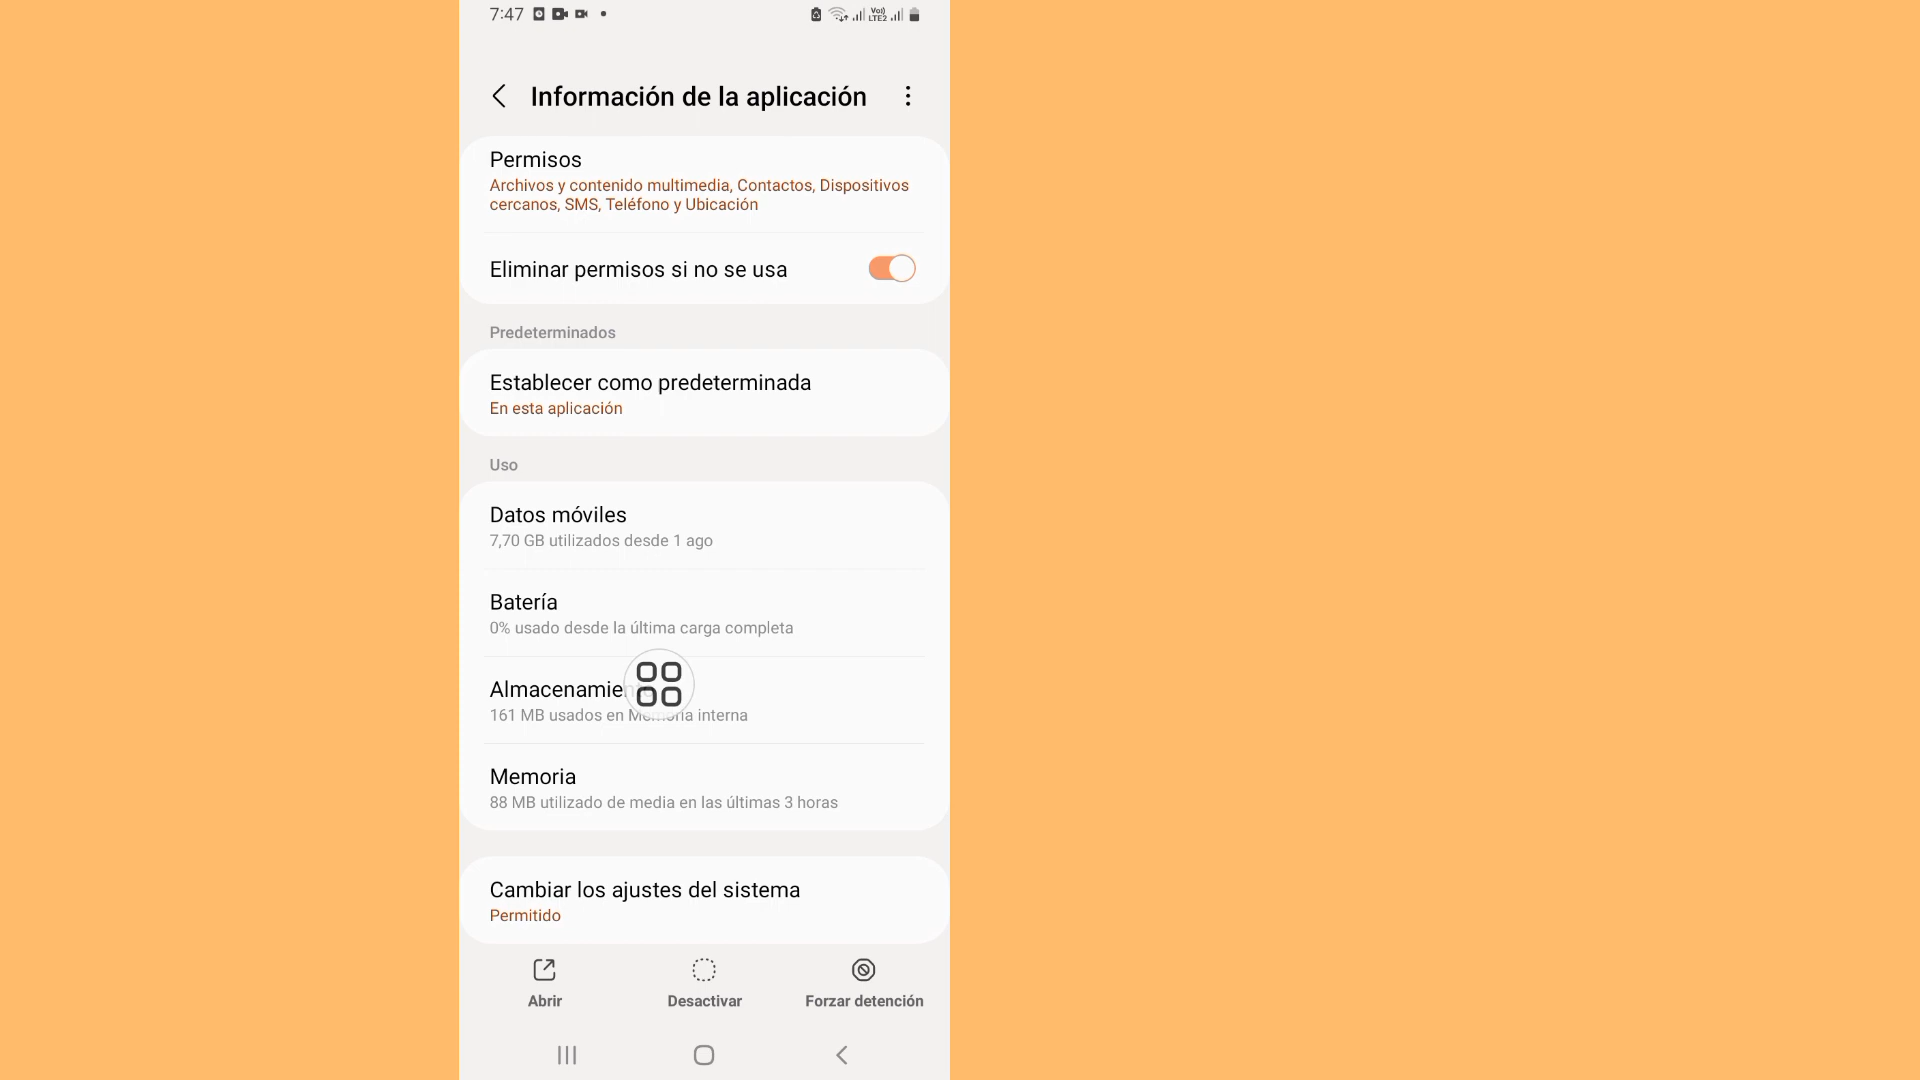 7:47
Vo)) LTE2
Información de la aplicación
Permisos
Archivos y contenido multimedia, Contactos, Dispositivos
cercanos, SMS, Teléfono y Ubicación
Eliminar permisos si no se usa
Predeterminados
Establecer como predeterminada
En esta aplicación
Uso
Datos móviles
7,70 GB utilizados desde 1 ago
Batería
0% usado desde la última carga completa
Almacenamien
161 MB usados en Memoria interna
Memoria
88 MB utilizado de media en las últimas 3 horas
Cambiar los ajustes del sistema
Permitido
Abrir
Desactivar
Forzar detención